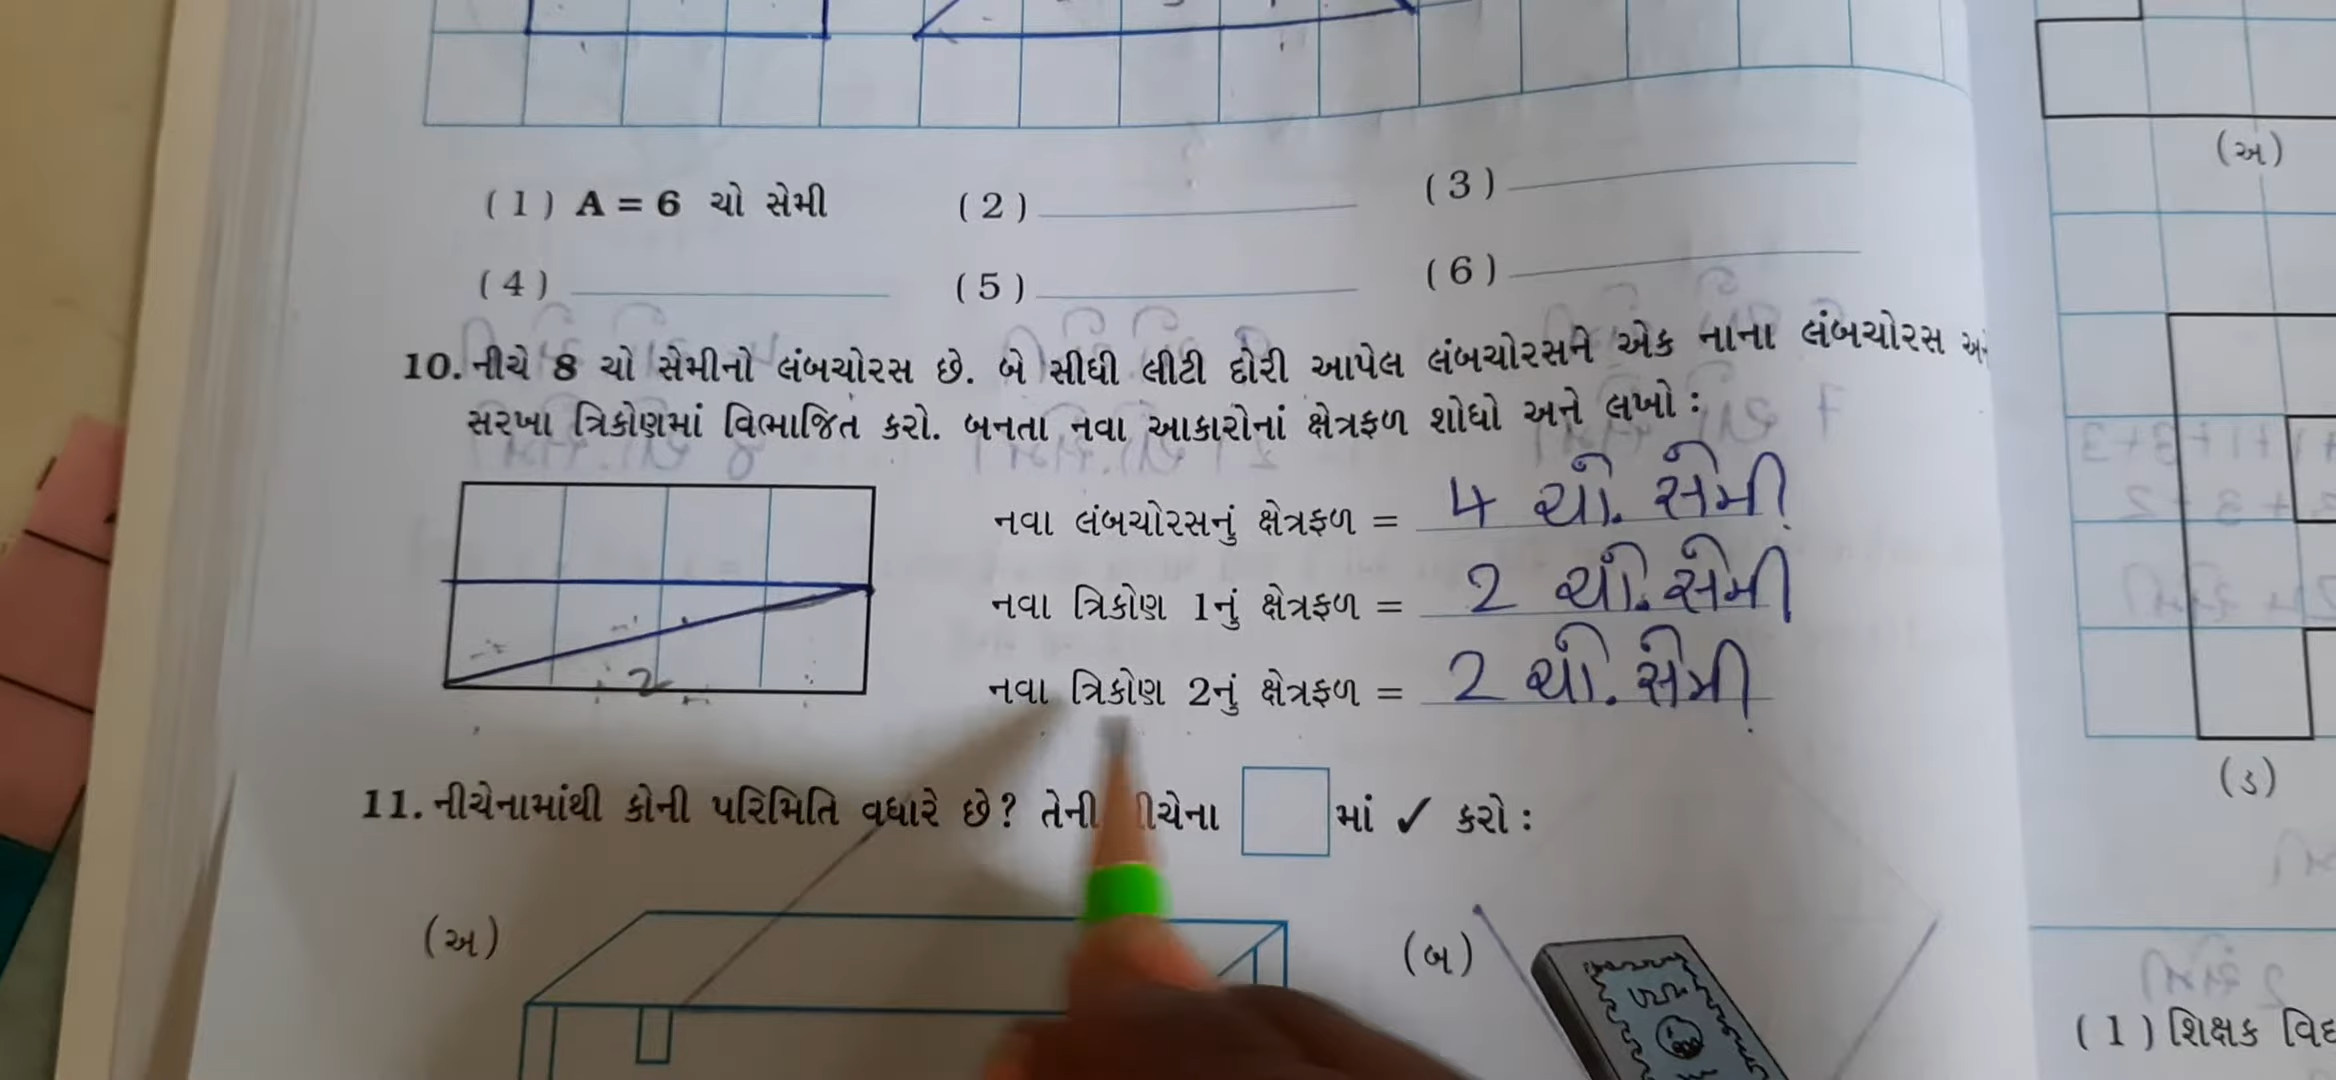 (અ)
(1) A = 6 ચો સેમી (2) (3)
(4) (5) (6)
10. નીચે 8 ચો સેમીનો લંબચોરસ છે. બે સીધી લીટી દોરી આપેલ લંબચોરસને એક નાના લંબચોરસ
સરખા ત્રિકોણમાં વિભાજિત કરો. બનતા નવા આકારોનાં ક્ષેત્રફળ શોધો અને લખો :
નવા લંબચોરસનું ક્ષેત્રફળ = 4 ચો. સેમી
નવા ત્રિકોણ 1નું ક્ષેત્રફળ = 2 ચો. સેમી
2
નવા ત્રિકોણ 2નું ક્ષેત્રફળ = 2 ચો. સેમી
(ડ)
11. નીચેનામાંથી કોની પરિમિતિ વધારે છે? તેની માં ✓ કરો :
(અ)
(બ)
(1) શિક્ષક